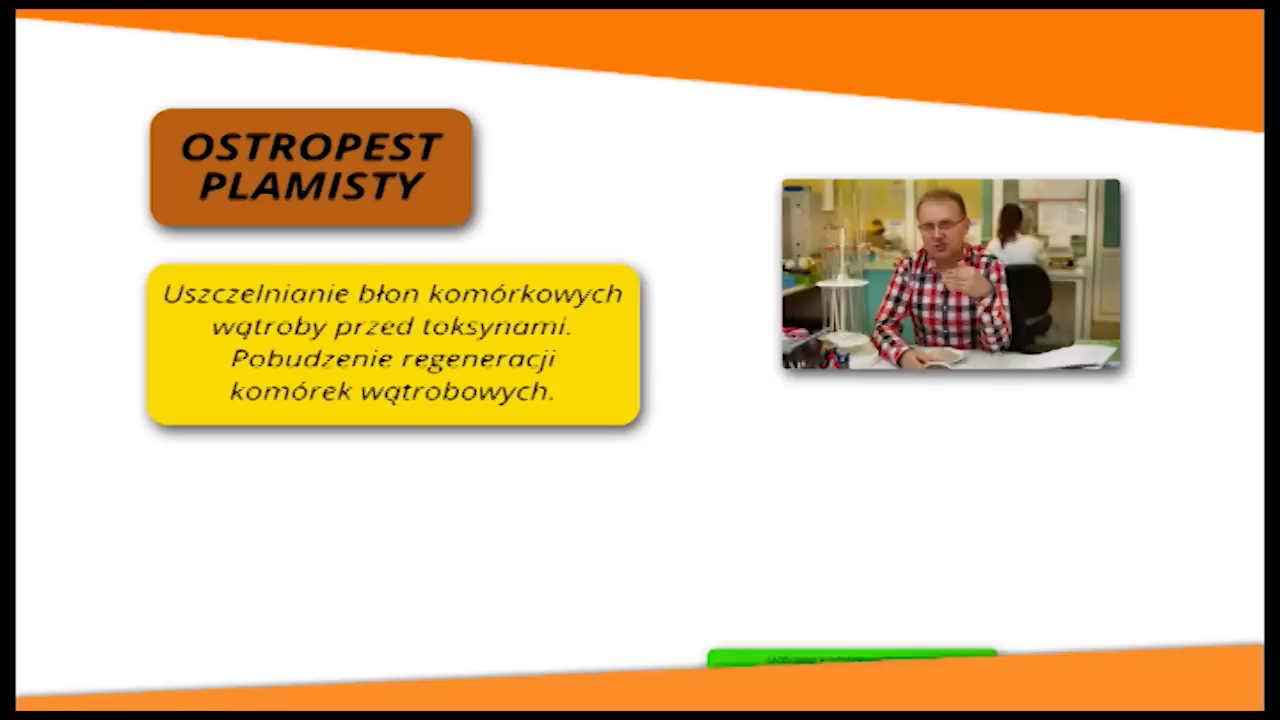 OSTROPEST
PLAMISTY
Uszczelnianie błon komórkowych
wątroby przed toksynami.
Pobudzenie regeneracji
komórek wątrobowych.